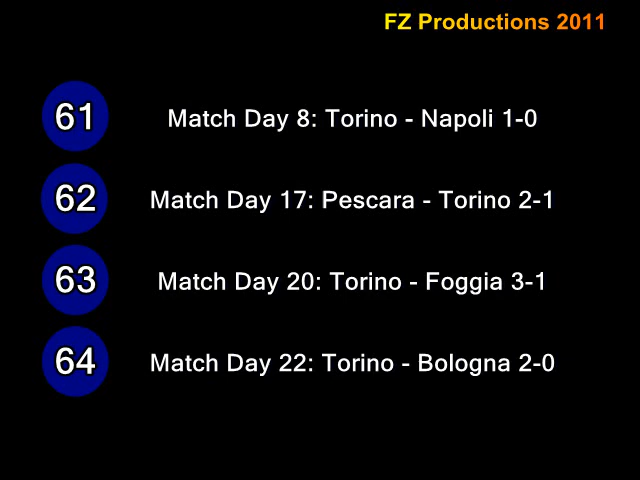 FZ Productions 2011
61 Match Day 8: Torino - Napoli 1-0
62 Match Day 17: Pescara - Torino 2-1
63 Match Day 20: Torino - Foggia 3-1
64 Match Day 22: Torino - Bologna 2-0